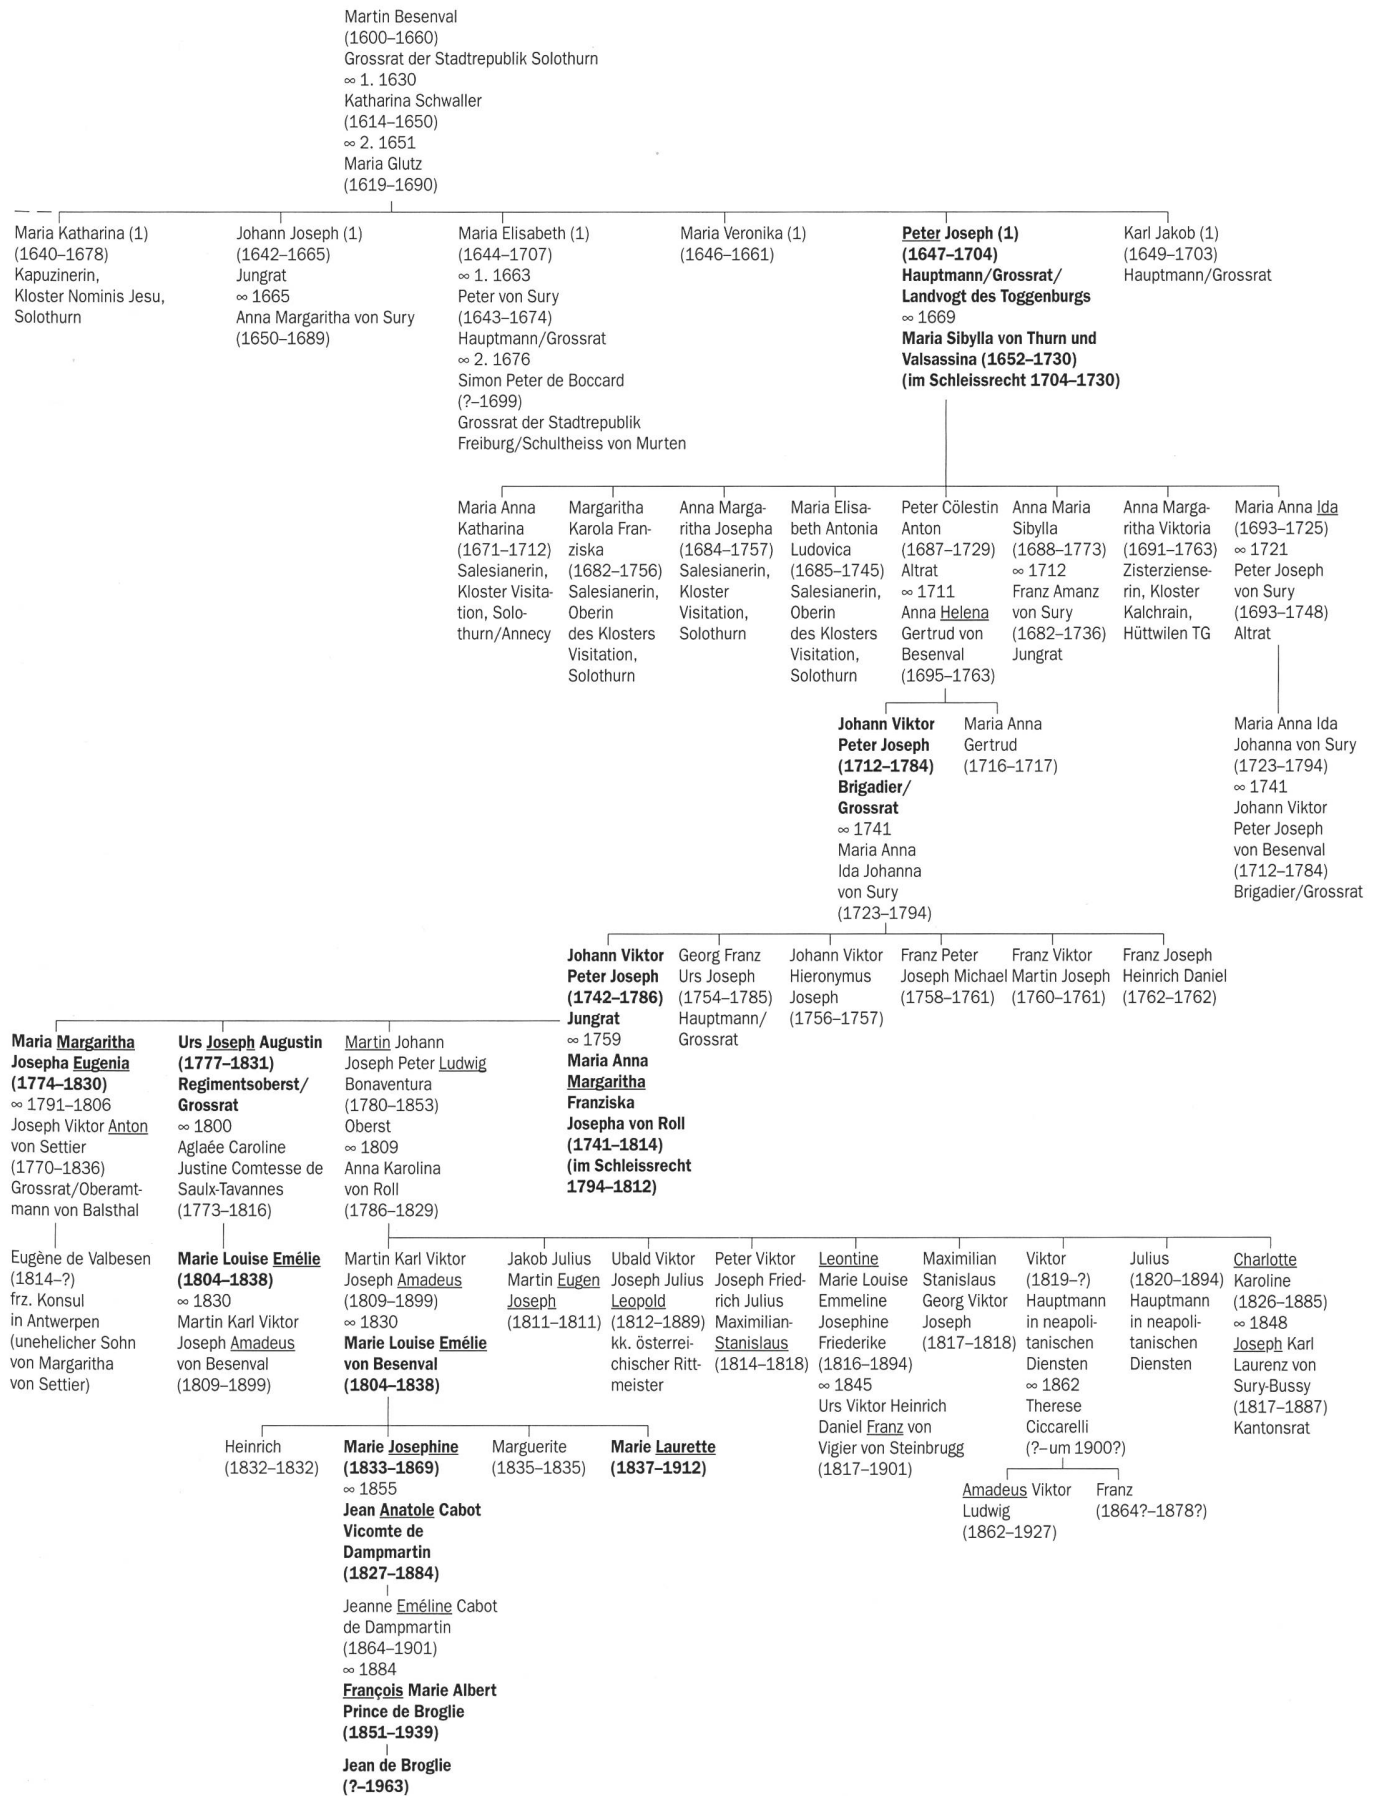 Martin Besenval
(1600–1660)
Grossrat der Stadtrepublik Solothurn
∞ 1. 1630
Katharina Schwaller
(1614–1650)
∞ 2. 1651
Maria Glutz
(1619–1690)
Maria Katharina (1)
(1640–1678)
Kapuzinerin,
Kloster Nominis Jesu,
Solothurn
Johann Joseph (1)
(1642–1665)
Jungrat
∞ 1665
Anna Margaritha von Sury
(1650–1689)
Maria Elisabeth (1)
(1644–1707)
∞ 1. 1663
Peter von Sury
(1643–1674)
Hauptmann/Grossrat
∞ 2. 1676
Simon Peter de Boccard
(?–1699)
Grossrat der Stadtrepublik
Freiburg/Schultheiss von Murten
Maria Veronika (1)
(1646–1661)
Peter Joseph (1)
(1647–1704)
Hauptmann/Grossrat/
Landvogt des Toggenburgs
∞ 1669
Maria Sibylla von Thurn und
Valsassina (1652–1730)
(im Schleissrecht 1704–1730)
Karl Jakob (1)
(1649–1703)
Hauptmann/Grossrat
Maria Anna
Katharina
(1671–1712)
Salesianerin,
Kloster Visita-
tion, Solo-
thurn/Annecy
Margaritha
Karola Fran-
ziska
(1682–1756)
Salesianerin,
Oberin
des Klosters
Visitation,
Solothurn
Anna Marga-
ritha Josepha
(1684–1757)
Salesianerin,
Kloster
Visitation,
Solothurn
Maria Elisa-
beth Antonia
Ludovica
(1685–1745)
Salesianerin,
Oberin
des Klosters
Visitation,
Solothurn
Peter Cölestin
Anton
(1687–1729)
Altrat
∞ 1711
Anna Helena
Gertrud von
Besenval
(1695–1763)
Anna Maria
Sibylla
(1688–1773)
∞ 1712
Franz Amanz
von Sury
(1682–1736)
Jungrat
Anna Marga-
ritha Viktoria
(1691–1763)
Zisterziense-
rin, Kloster
Kalchrain,
Hüttwilen TG
Maria Anna Ida
(1693–1725)
∞ 1721
Peter Joseph
von Sury
(1693–1748)
Altrat
Johann Viktor
Peter Joseph
(1712–1784)
Brigadier/
Grossrat
∞ 1741
Maria Anna
Ida Johanna
von Sury
(1723–1794)
Maria Anna
Gertrud
(1716–1717)
Maria Anna Ida
Johanna von Sury
(1723–1794)
∞ 1741
Johann Viktor
Peter Joseph
von Besenval
(1712–1784)
Brigadier/Grossrat
Johann Viktor
Peter Joseph
(1742–1786)
Jungrat
∞ 1759
Maria Anna
Margaritha
Franziska
Josepha von Roll
(1741–1814)
(im Schleissrecht
1794–1812)
Georg Franz
Urs Joseph
(1754–1785)
Hauptmann/
Grossrat
Johann Viktor
Hieronymus
Joseph
(1756–1757)
Franz Peter
Joseph Michael
(1758–1761)
Franz Viktor
Martin Joseph
(1760–1761)
Franz Joseph
Heinrich Daniel
(1762–1762)
Maria Margaritha
Josepha Eugenia
(1774–1830)
∞ 1791–1806
Joseph Viktor Anton
von Settier
(1770–1836)
Grossrat/Oberamt-
mann von Balsthal
Urs Joseph Augustin
(1777–1831)
Regimentsoberst/
Grossrat
∞ 1800
Aglaée Caroline
Justine Comtesse de
Saulx-Tavannes
(1773–1816)
Martin Johann
Joseph Peter Ludwig
Bonaventura
(1780–1853)
Oberst
∞ 1809
Anna Karolina
von Roll
(1786–1829)
Eugène de Valbesen
(1814–?)
frz. Konsul
in Antwerpen
(unehelicher Sohn
von Margaritha
von Settier)
Marie Louise Emélie
(1804–1838)
∞ 1830
Martin Karl Viktor
Joseph Amadeus
von Besenval
(1809–1899)
Martin Karl Viktor
Joseph Amadeus
(1809–1899)
∞ 1830
Marie Louise Emélie
von Besenval
(1804–1838)
Jakob Julius
Martin Eugen
Joseph
(1811–1811)
Ubald Viktor
Joseph Julius
Leopold
(1812–1889)
kk. österrei-
chischer Ritt-
meister
Peter Viktor
Joseph Fried-
rich Julius
Maximilian-
Stanislaus
(1814–1818)
Leontine
Marie Louise
Emmeline
Josephine
Friederike
(1816–1894)
∞ 1845
Urs Viktor Heinrich
Daniel Franz von
Vigier von Steinbrugg
(1817–1901)
Maximilian
Stanislaus
Georg Viktor
Joseph
(1817–1818)
Viktor
(1819–?)
Hauptmann
in neapoli-
tanischen
Diensten
∞ 1862
Therese
Ciccarelli
(?–um 1900?)
Julius
(1820–1894)
Hauptmann
in neapoli-
tanischen
Diensten
Charlotte
Karoline
(1826–1885)
∞ 1848
Joseph Karl
Laurenz von
Sury-Bussy
(1817–1887)
Kantonsrat
Heinrich
(1832–1832)
Marie Josephine
(1833–1869)
∞ 1855
Jean Anatole Cabot
Vicomte de
Dampmartin
(1827–1884)
Marguerite
(1835–1835)
Marie Laurette
(1837–1912)
Amadeus Viktor
Ludwig
(1862–1927)
Franz
(1864?–1878?)
Jeanne Eméline Cabot
de Dampmartin
(1864–1901)
∞ 1884
François Marie Albert
Prince de Broglie
(1851–1939)
Jean de Broglie
(?–1963)